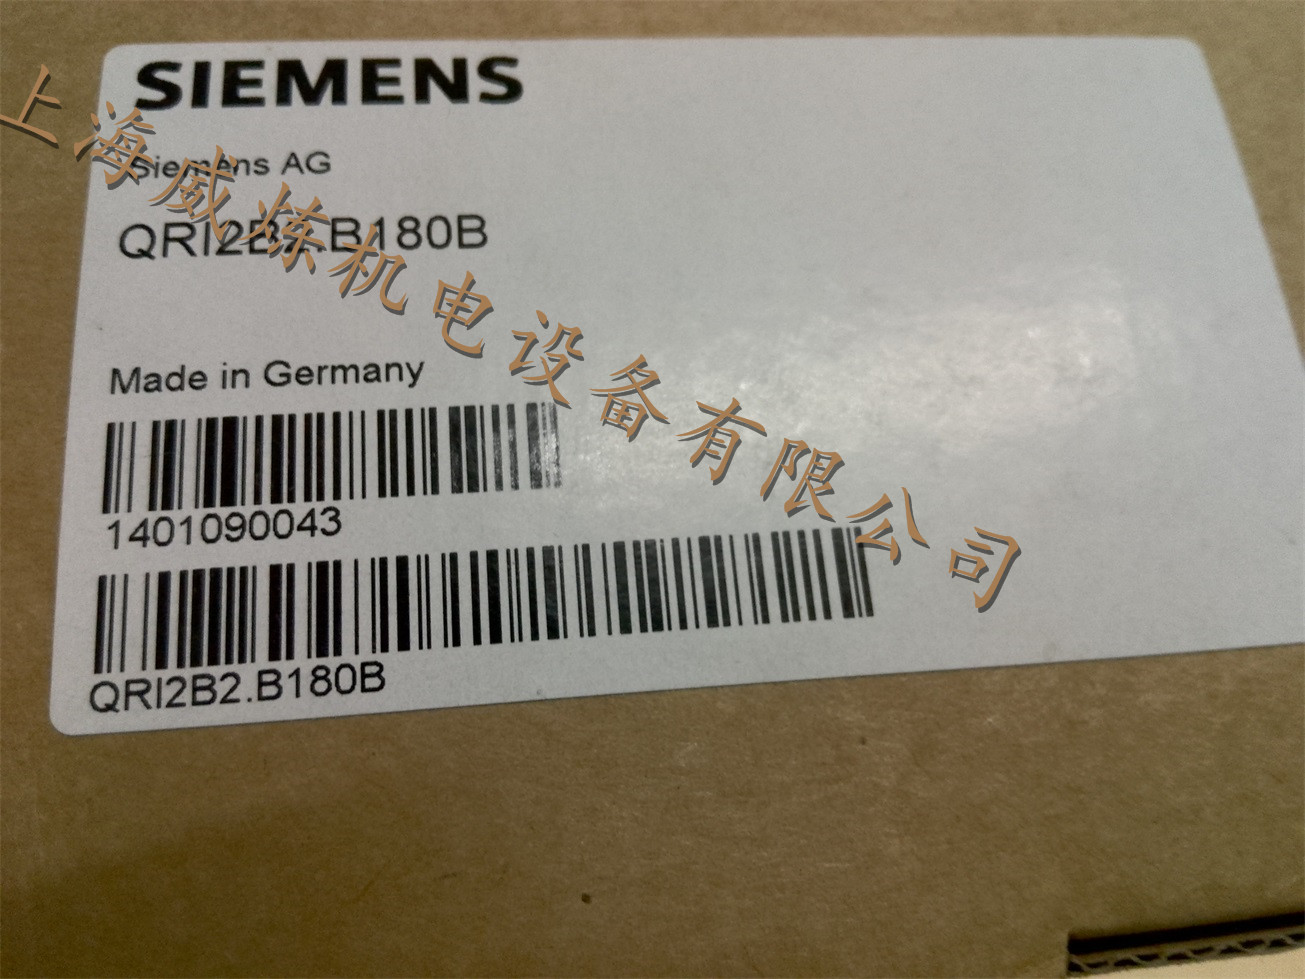 SIEMENS
Siemens AG
QRI2B2.B180B
Made in Germany
1401090043
QRI2B2.B180B
上海威炼机电设备有限公司